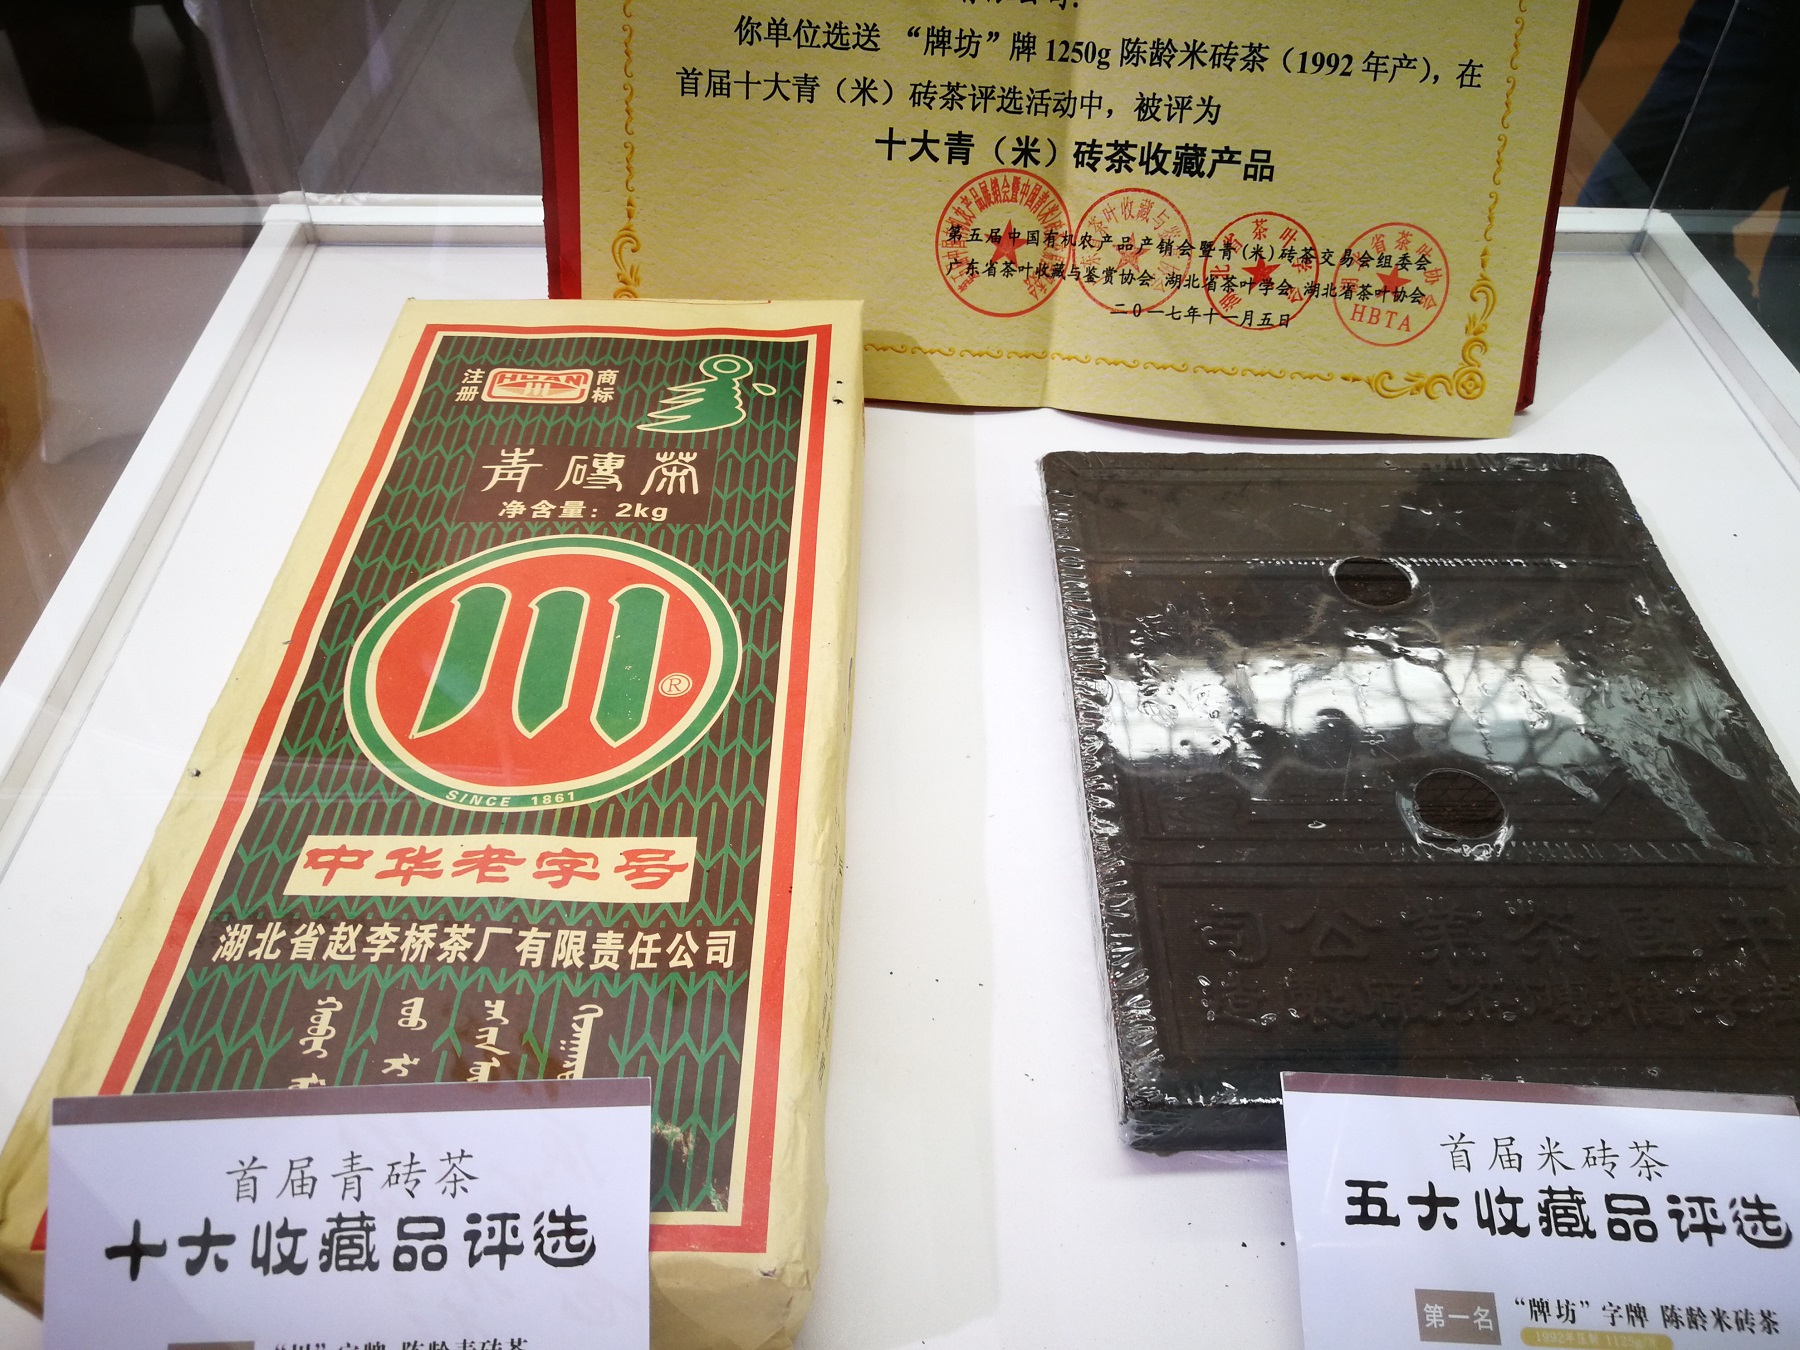 你单位选送 “牌坊”牌 1250g 陈龄米砖茶（1992 年产），在
首届十大青（米）砖茶评选活动中，被评为
十大青（米）砖茶收藏产品
第五届中国有机农产品产销会暨青(米)砖茶交易会组委会
广东省茶叶收藏与鉴赏协会 湖北省茶叶学会 湖北省茶叶协会
二0一七年十一月五日
HBTA
注册
HUAN
川
商标
青磚茶
净含量：2kg
川
®
SINCE 1861
中华老字号
湖北省赵李桥茶厂有限责任公司
司公業茶
首届青砖茶
十大收藏品评选
首届米砖茶
五大收藏品评选
第一名 “牌坊”字牌 陈龄米砖茶